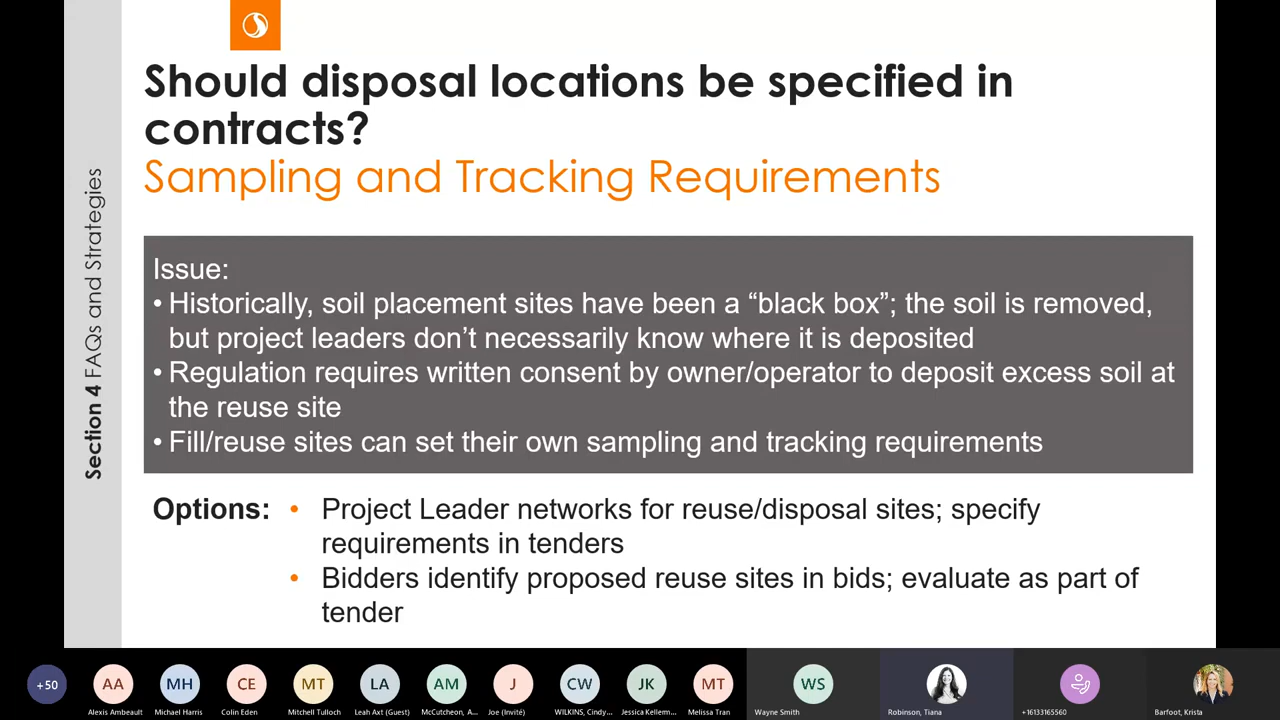 Should disposal locations be specified in
contracts?
Sampling and Tracking Requirements
Section 4 FAQs and Strategies
Issue:
• Historically, soil placement sites have been a “black box”; the soil is removed,
but project leaders don’t necessarily know where it is deposited
• Regulation requires written consent by owner/operator to deposit excess soil at
the reuse site
• Fill/reuse sites can set their own sampling and tracking requirements
Options: • Project Leader networks for reuse/disposal sites; specify
requirements in tenders
• Bidders identify proposed reuse sites in bids; evaluate as part of
tender
+50
AA
MH
CE
MT
LA
AM
J
CW
JK
MT
WS
Alexis Ambeault
Michael Harris
Colin Eden
Mitchell Tulloch
Leah Axt (Guest)
McCutcheon, A...
Joe (Invité)
WILKINS, Cindy...
Jessica Kellem...
Melissa Tran
Wayne Smith
Robinson, Tiana
+16133165560
Barfoot, Krista